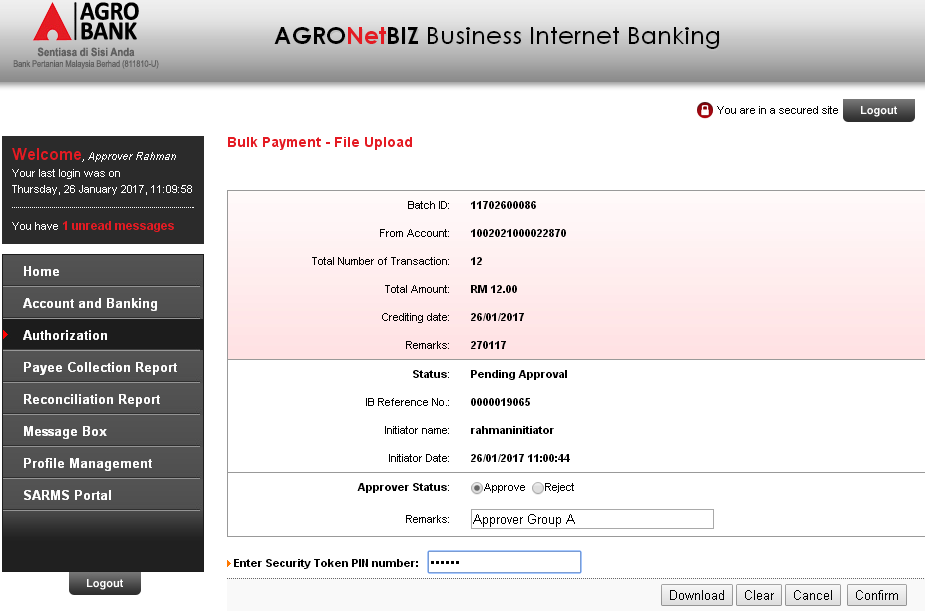 AGRO
BANK
Sentiasa di Sisi Anda
Bank Pertanian Malaysia Berhad (811810-U)
AGRONetBIZ Business Internet Banking
You are in a secured site
Logout
Welcome, Approver Rahman
Your last login was on
Thursday, 26 January 2017, 11:09:58
You have 1 unread messages
Home
Account and Banking
Authorization
Payee Collection Report
Reconciliation Report
Message Box
Profile Management
SARMS Portal
Logout
Bulk Payment - File Upload
Batch ID: 11702600086
From Account: 1002021000022870
Total Number of Transaction: 12
Total Amount: RM 12.00
Crediting date: 26/01/2017
Remarks: 270117
Status: Pending Approval
IB Reference No.: 0000019065
Initiator name: rahmaninitiator
Initiator Date: 26/01/2017 11:00:44
Approver Status: Approve Reject
Remarks: Approver Group A
Enter Security Token PIN number: ••••••
Download Clear Cancel Confirm